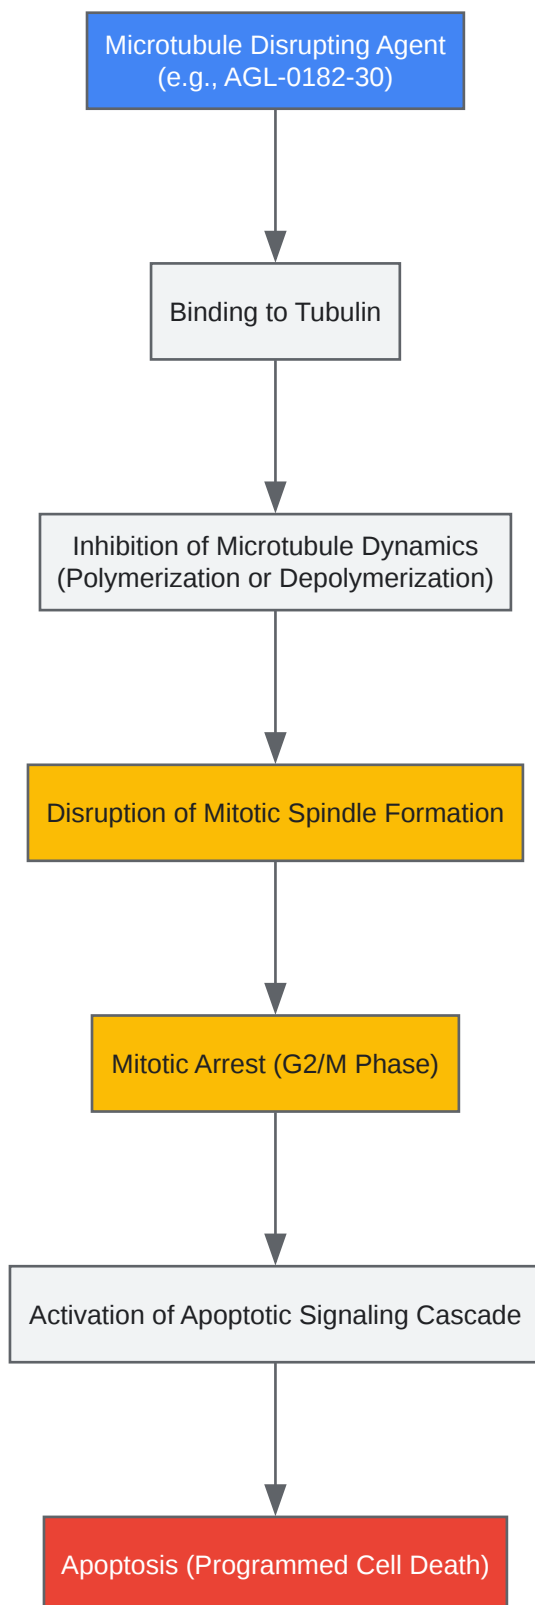 Microtubule Disrupting Agent
(e.g., AGL-0182-30)
Binding to Tubulin
Inhibition of Microtubule Dynamics
(Polymerization or Depolymerization)
Disruption of Mitotic Spindle Formation
Mitotic Arrest (G2/M Phase)
Activation of Apoptotic Signaling Cascade
Apoptosis (Programmed Cell Death)